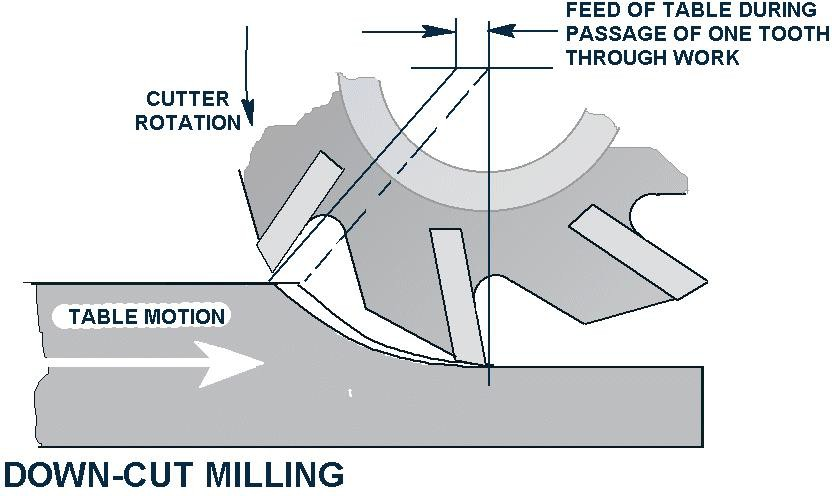 FEED OF TABLE DURING
PASSAGE OF ONE TOOTH
THROUGH WORK
CUTTER
ROTATION
TABLE MOTION
DOWN-CUT MILLING